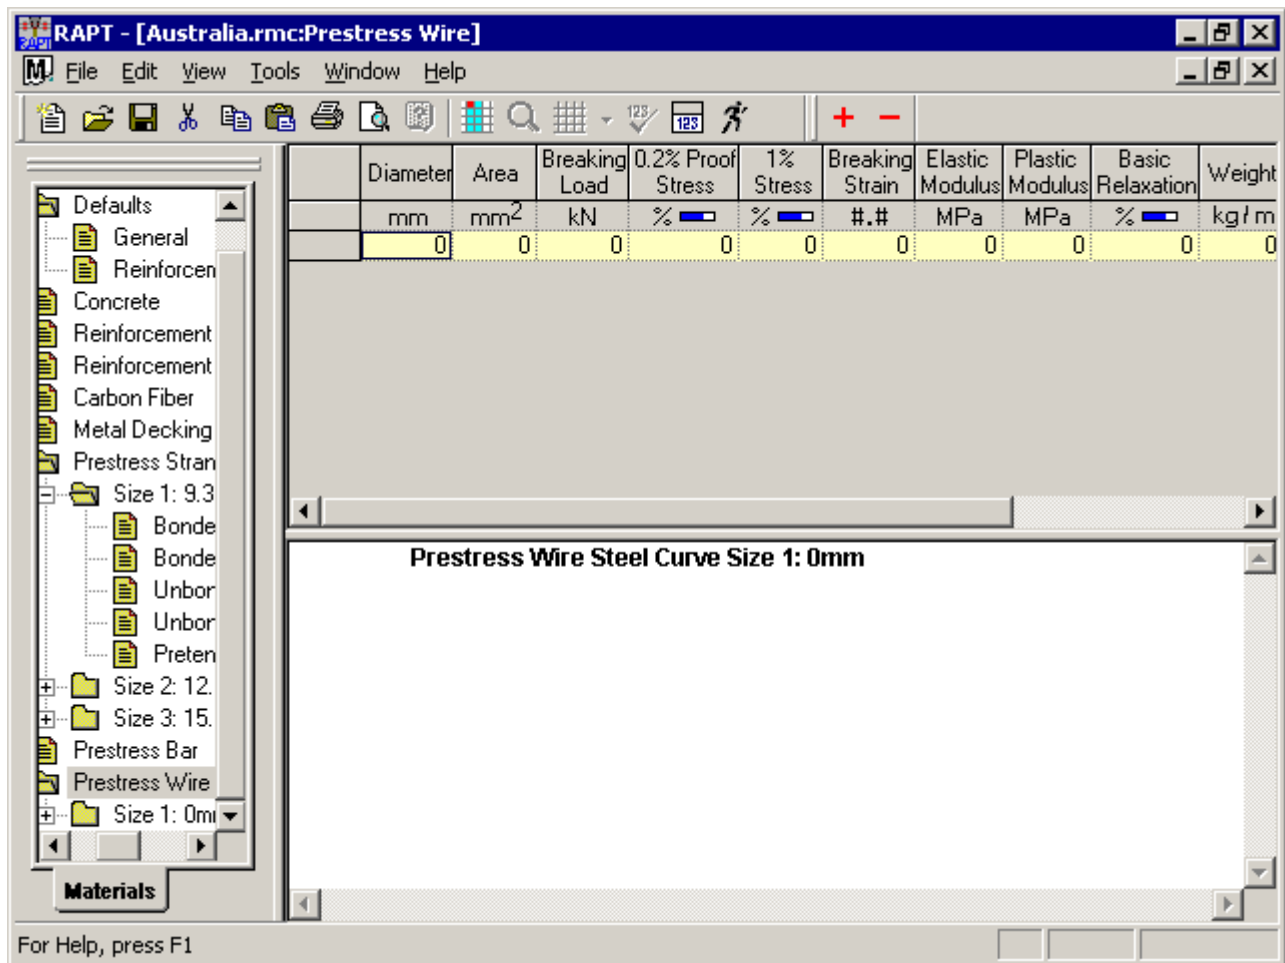 RAPT - [Australia.rmc:Prestress Wire]
File Edit View Tools Window Help
Diameter Area Breaking Load 0.2% Proof Stress 1% Stress Breaking Strain Elastic Modulus Plastic Modulus Basic Relaxation Weight
mm mm2 kN % % #.# MPa MPa % kg/m
0 0 0 0 0 0 0 0 0 0
Defaults
General
Reinforcen
Concrete
Reinforcement
Reinforcement
Carbon Fiber
Metal Decking
Prestress Stran
Size 1: 9.3
Bonde
Bonde
Unbor
Unbor
Preten
Size 2: 12.
Size 3: 15.
Prestress Bar
Prestress Wire
Size 1: 0m
Materials
Prestress Wire Steel Curve Size 1: 0mm
For Help, press F1